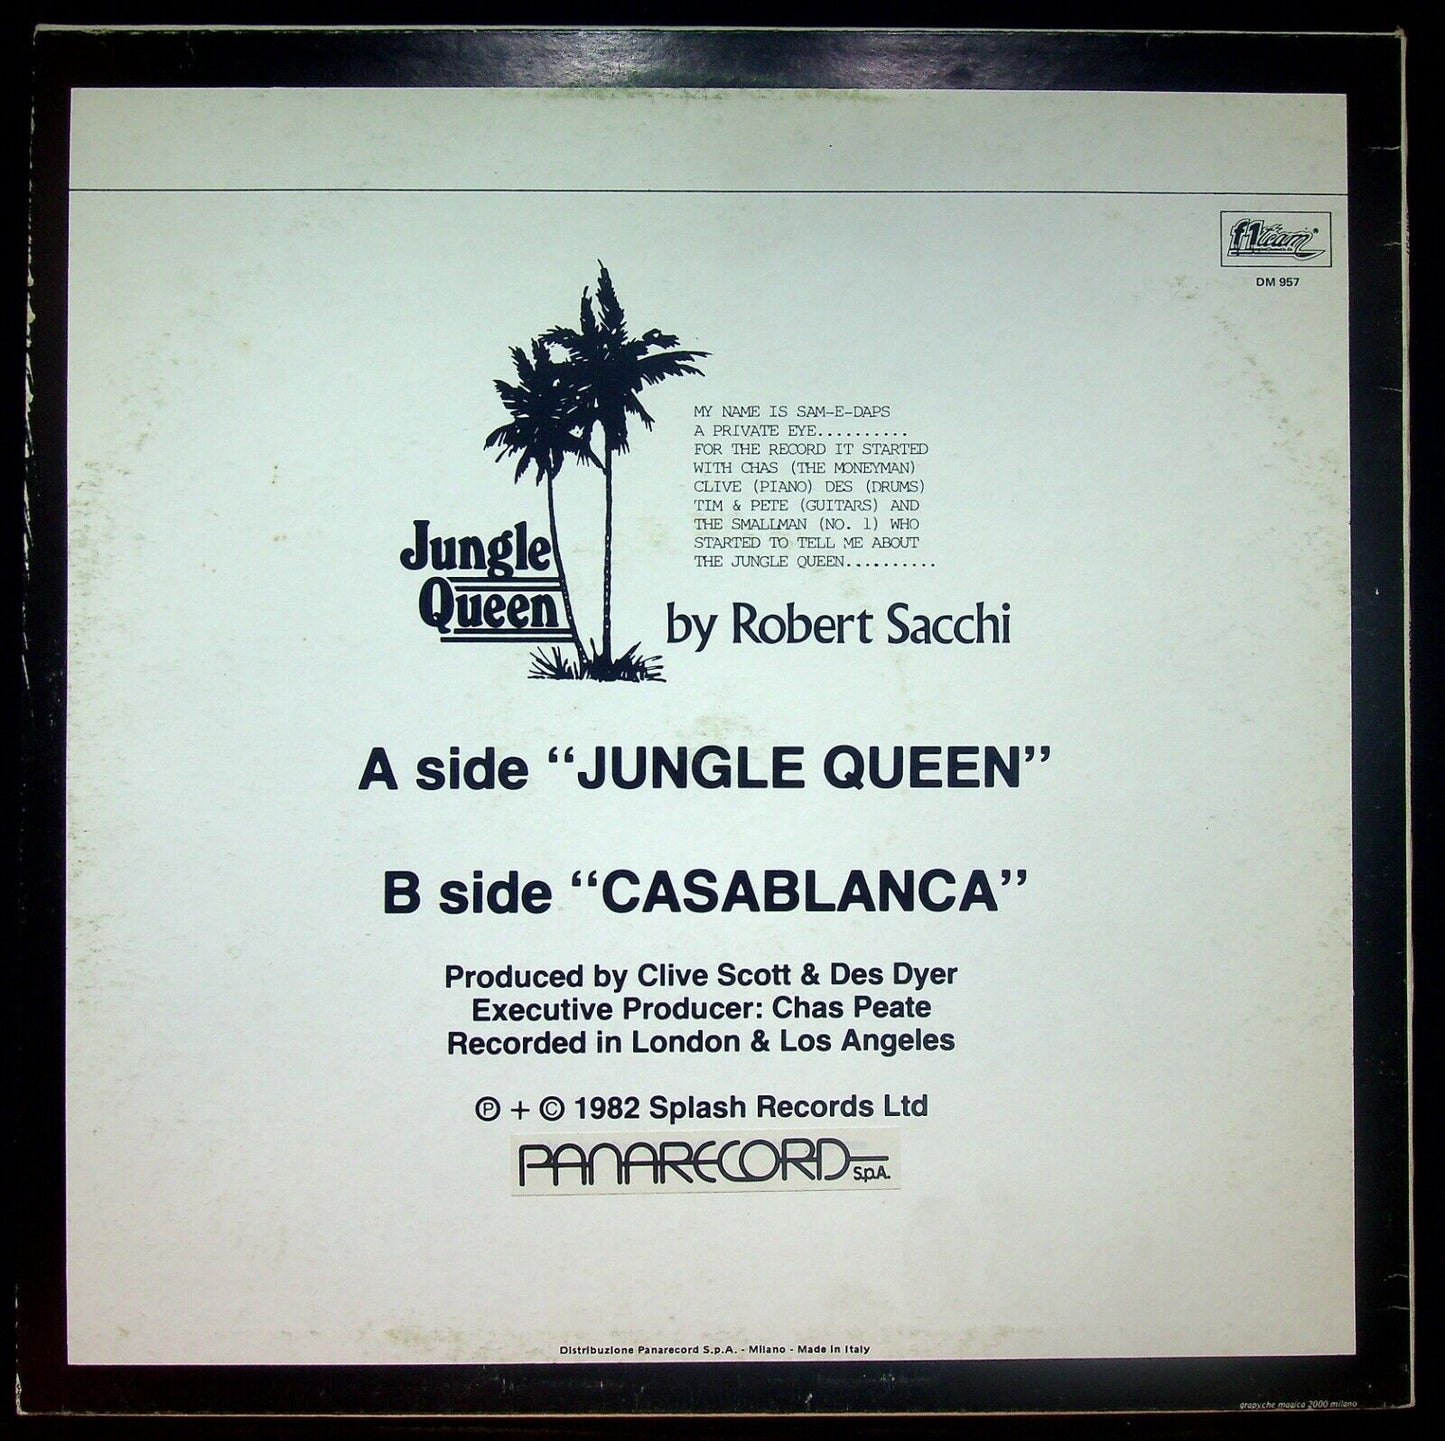 f1 team®
DM 957
MY NAME IS SAM-E-DAPS
A PRIVATE EYE..........
FOR THE RECORD IT STARTED
WITH CHAS (THE MONEYMAN)
CLIVE (PIANO) DES (DRUMS)
TIM & PETE (GUITARS) AND
THE SMALLMAN (NO. 1) WHO
STARTED TO TELL ME ABOUT
THE JUNGLE QUEEN..........
Jungle
Queen
by Robert Sacchi
A side “JUNGLE QUEEN”
B side “CASABLANCA”
Produced by Clive Scott & Des Dyer
Executive Producer: Chas Peate
Recorded in London & Los Angeles
℗ + © 1982 Splash Records Ltd
PANARECORD S.p.A.
Distribuzione Panarecord S.p.A. - Milano - Made in Italy
magica 2000 milano